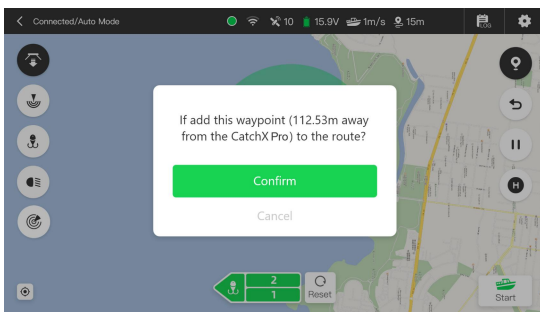 Connected/Auto Mode
10
15.9V
1m/s
15m
LOG
If add this waypoint (112.53m away
from the CatchX Pro) to the route?
Confirm
Cancel
H
2
1
Reset
Start